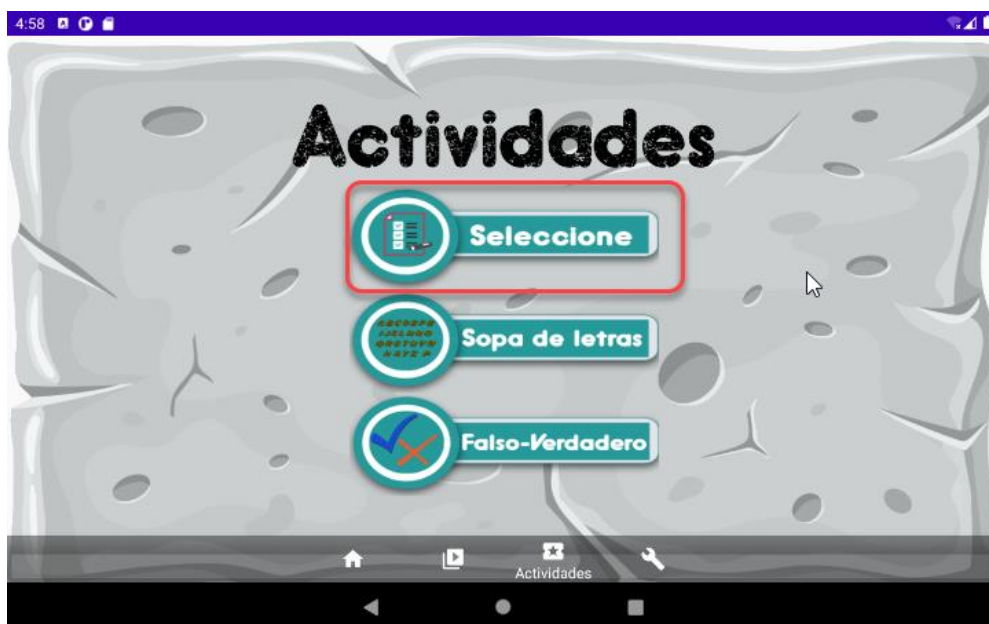 4:58
Actividades
Seleccione
Sopa de letras
Falso-Verdadero
Actividades